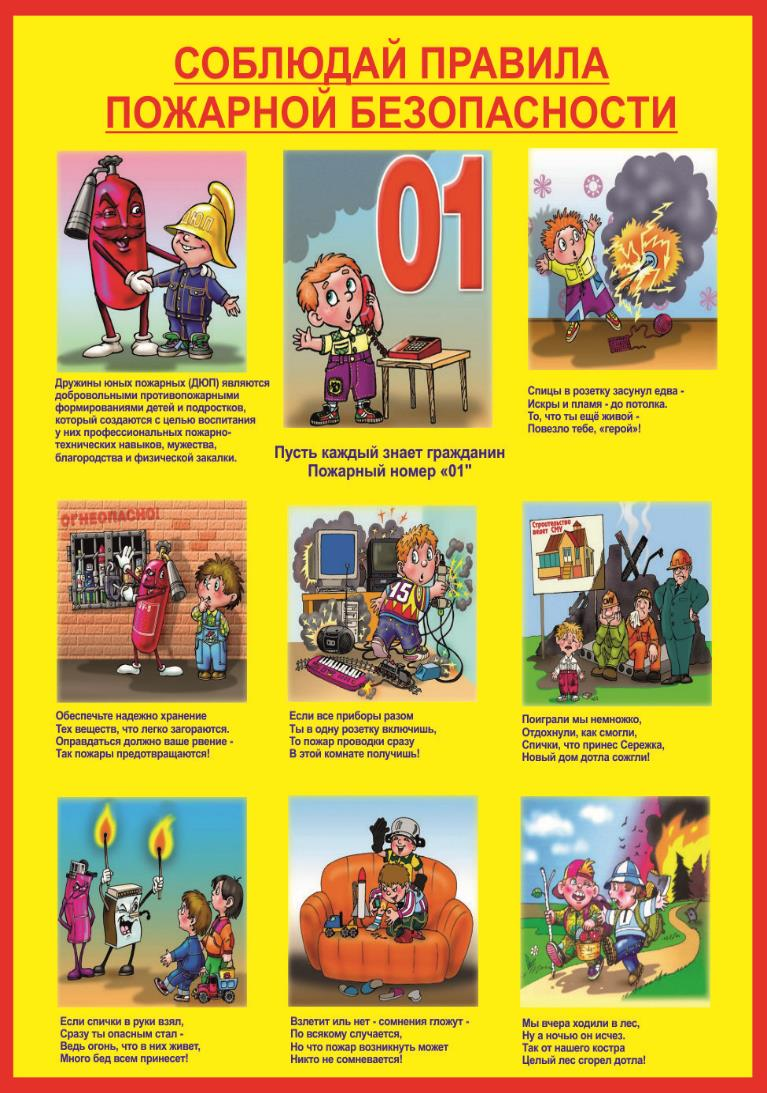 СОБЛЮДАЙ ПРАВИЛА
ПОЖАРНОЙ БЕЗОПАСНОСТИ
ДЮП
01
Дружины юных пожарных (ДЮП) являются
добровольными противопожарными
формированиями детей и подростков,
который создаются с целью воспитания
у них профессиональных пожарно-
технических навыков, мужества,
благородства и физической закалки.
Пусть каждый знает гражданин
Пожарный номер «01"
Спицы в розетку засунул едва -
Искры и пламя - до потолка.
То, что ты ещё живой -
Повезло тебе, «герой»!
ОГНЕОПАСНО!
15
Строительство
ведет СМУ
Обеспечьте надежно хранение
Тех веществ, что легко загораются.
Оправдаться должно ваше рвение -
Так пожары предотвращаются!
Если все приборы разом
Ты в одну розетку включишь,
То пожар проводки сразу
В этой комнате получишь!
Поиграли мы немножко,
Отдохнули, как смогли,
Спички, что принес Сережка,
Новый дом дотла сожгли!
Если спички в руки взял,
Сразу ты опасным стал -
Ведь огонь, что в них живет,
Много бед всем принесет!
Взлетит иль нет - сомнения гложут -
По всякому случается,
Но что пожар возникнуть может
Никто не сомневается!
Мы вчера ходили в лес,
Ну а ночью он исчез.
Так от нашего костра
Целый лес сгорел дотла!